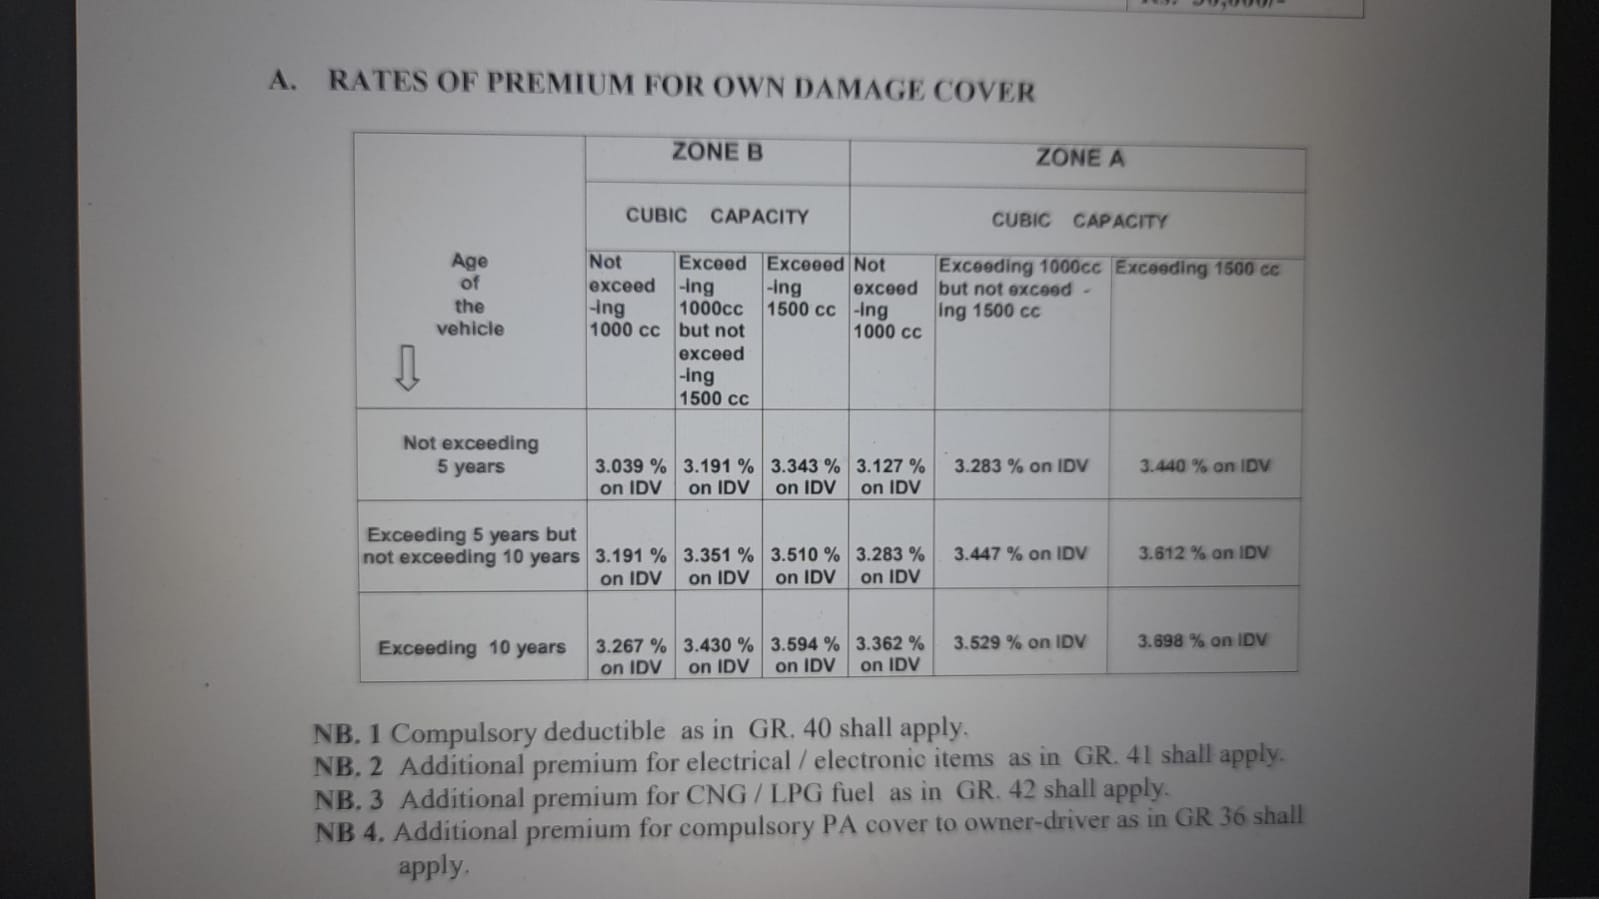 A. RATES OF PREMIUM FOR OWN DAMAGE COVER
ZONE B
ZONE A
CUBIC CAPACITY
CUBIC CAPACITY
Age
of
the
vehicle
Not
exceed
-ing
1000 cc
Exceed
-ing
1000cc
but not
exceed
-ing
1500 cc
Exceeed
-ing
1500 cc
Not
exceed
-ing
1000 cc
Exceeding 1000cc
but not exceed -
ing 1500 cc
Exceeding 1500 cc
Not exceeding
5 years
3.039 %
on IDV
3.191 %
on IDV
3.343 %
on IDV
3.127 %
on IDV
3.283 % on IDV
3.440 % on IDV
Exceeding 5 years but
not exceeding 10 years
3.191 %
on IDV
3.351 %
on IDV
3.510 %
on IDV
3.283 %
on IDV
3.447 % on IDV
3.612 % on IDV
Exceeding 10 years
3.267 %
on IDV
3.430 %
on IDV
3.594 %
on IDV
3.362 %
on IDV
3.529 % on IDV
3.698 % on IDV
NB. 1 Compulsory deductible as in GR. 40 shall apply.
NB. 2 Additional premium for electrical / electronic items as in GR. 41 shall apply.
NB. 3 Additional premium for CNG / LPG fuel as in GR. 42 shall apply.
NB 4. Additional premium for compulsory PA cover to owner-driver as in GR 36 shall
apply.